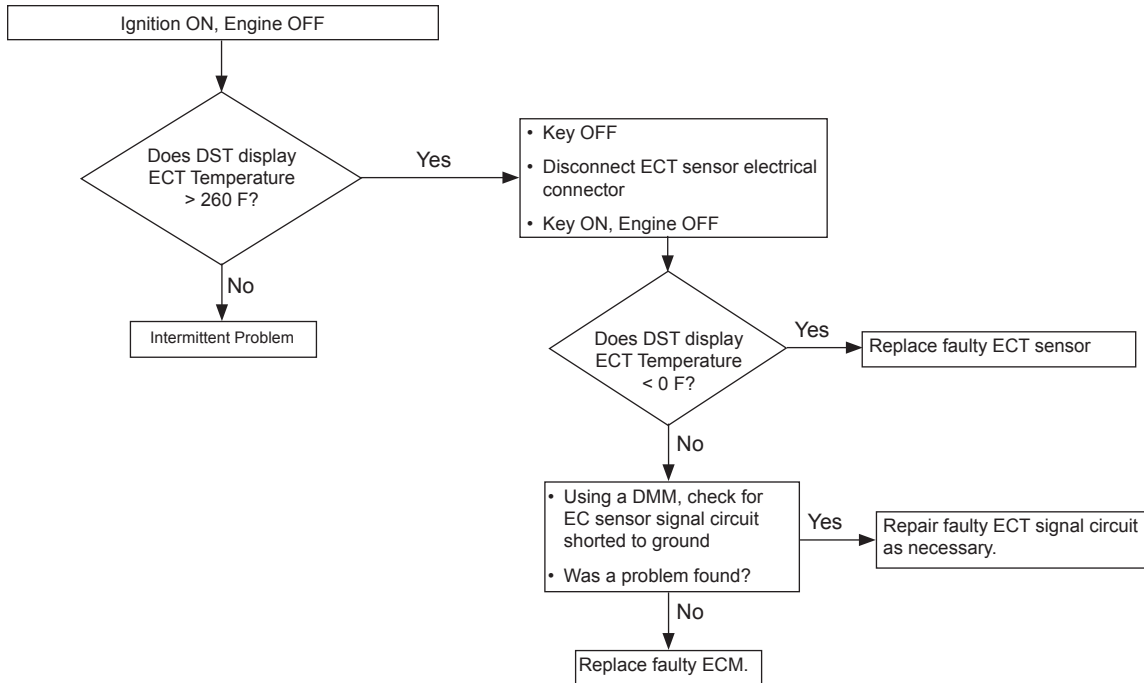 Ignition ON, Engine OFF
Does DST display
ECT Temperature
> 260 F?
Yes
• Key OFF
• Disconnect ECT sensor electrical
connector
• Key ON, Engine OFF
No
Intermittent Problem
Does DST display
ECT Temperature
< 0 F?
Yes
Replace faulty ECT sensor
No
• Using a DMM, check for
EC sensor signal circuit
shorted to ground
• Was a problem found?
Yes
Repair faulty ECT signal circuit
as necessary.
No
Replace faulty ECM.